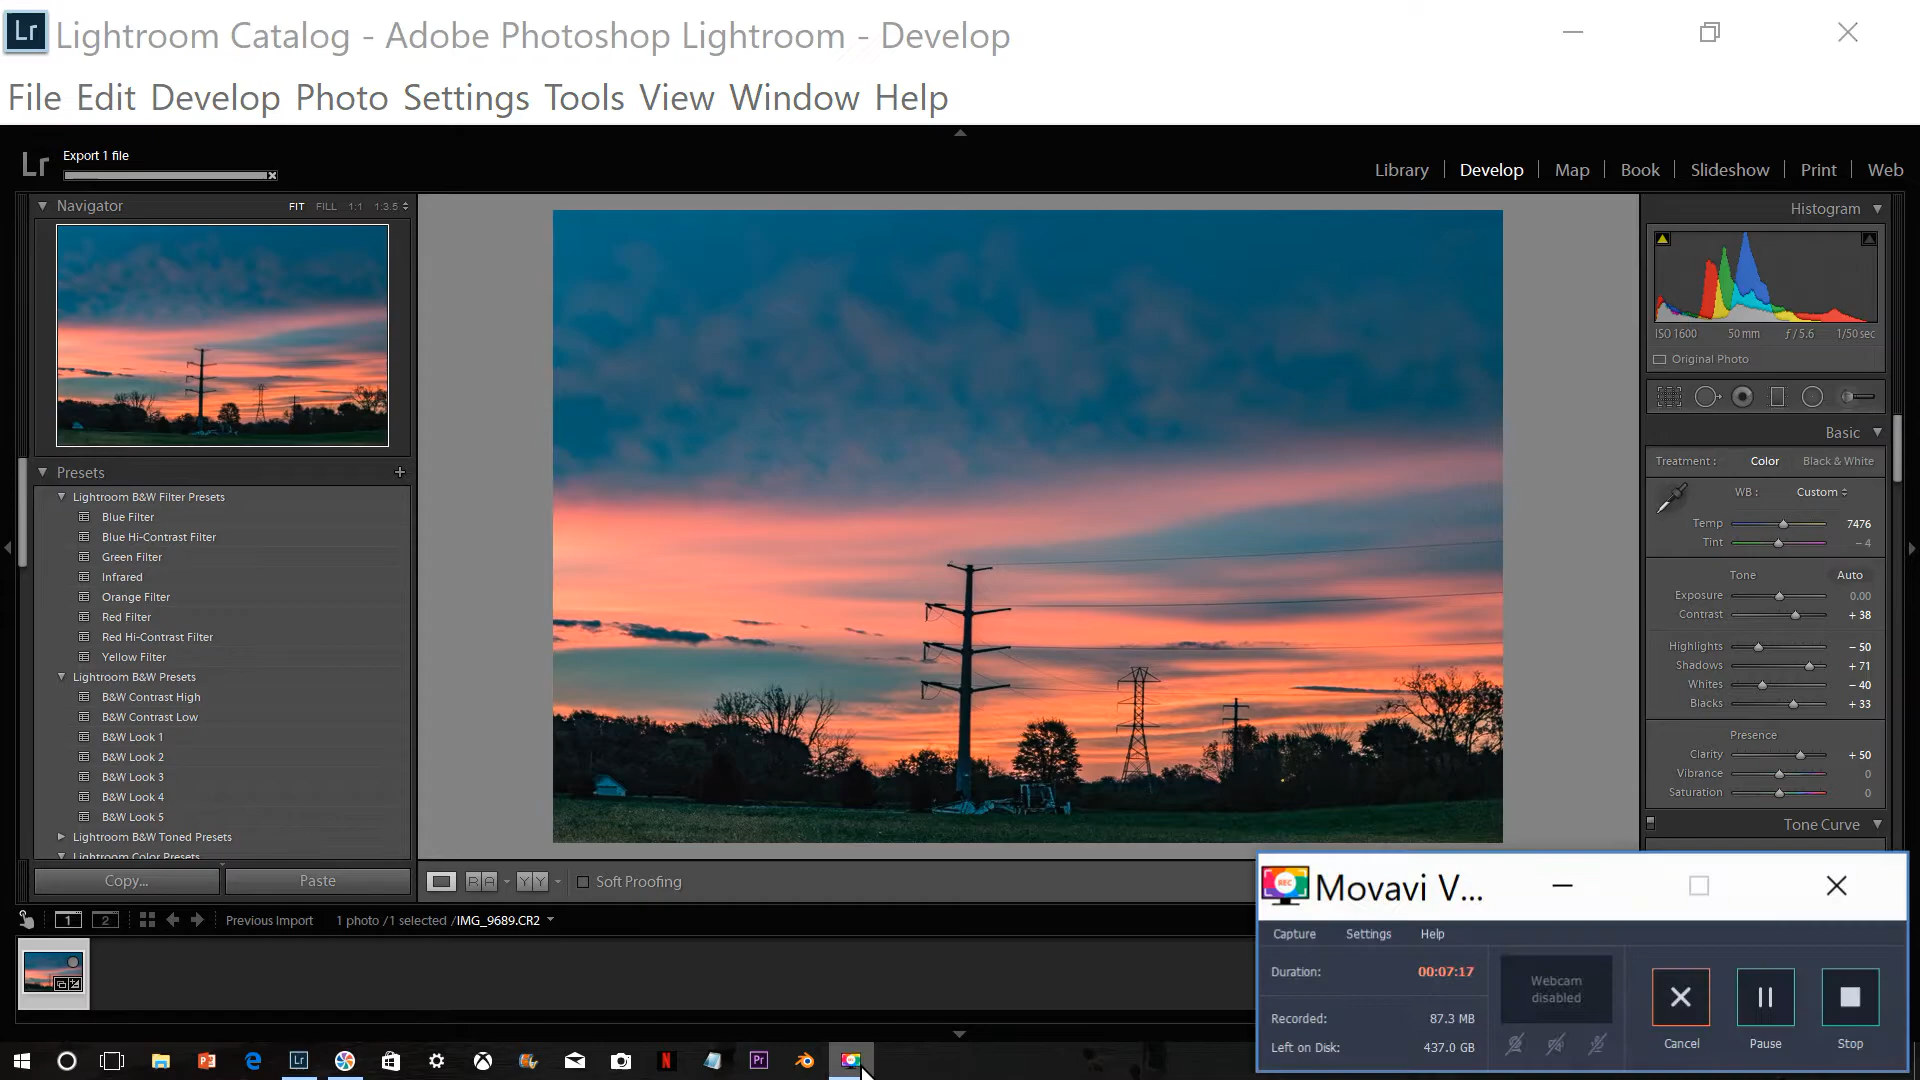 Lr Lightroom Catalog - Adobe Photoshop Lightroom - Develop
File Edit Develop Photo Settings Tools View Window Help
Lr Export 1 file
Library Develop Map Book Slideshow Print Web
Navigator FIT FILL 1:1 1:3.5
Histogram
ISO 1600 50 mm ƒ / 5.6 1/50 sec
Original Photo
Presets +
Lightroom B&W Filter Presets
Blue Filter
Blue Hi-Contrast Filter
Green Filter
Infrared
Orange Filter
Red Filter
Red Hi-Contrast Filter
Yellow Filter
Lightroom B&W Presets
B&W Contrast High
B&W Contrast Low
B&W Look 1
B&W Look 2
B&W Look 3
B&W Look 4
B&W Look 5
Lightroom B&W Toned Presets
Lightroom Color Presets
Copy... Paste
Basic
Treatment : Color Black & White
WB : Custom
Temp 7476
Tint – 4
Tone Auto
Exposure 0.00
Contrast + 38
Highlights – 50
Shadows + 71
Whites – 40
Blacks + 33
Presence
Clarity + 50
Vibrance 0
Saturation 0
Tone Curve
R A Y Y Soft Proofing
1 2 Previous Import 1 photo / 1 selected / IMG_9689.CR2
REC Movavi V...
Capture Settings Help
Duration: 00:07:17
Webcam
disabled
Recorded: 87.3 MB
Left on Disk: 437.0 GB
Cancel Pause Stop
Lr N Pr